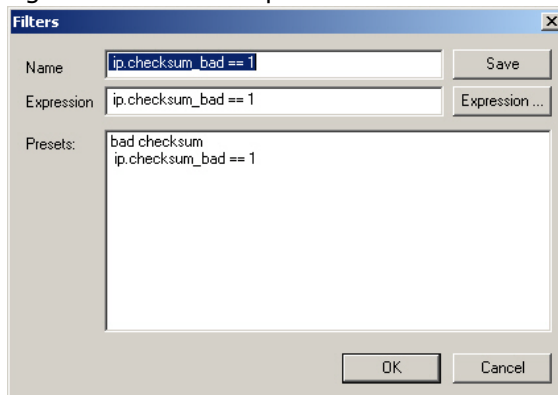 Filters
Name ip.checksum_bad == 1 Save
Expression ip.checksum_bad == 1 Expression ...
Presets: bad checksum
ip.checksum_bad == 1
OK Cancel